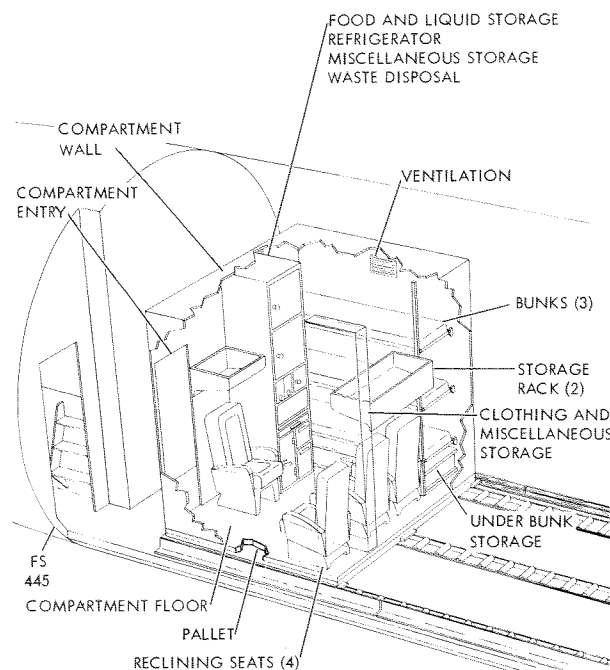 FOOD AND LIQUID STORAGE
REFRIGERATOR
MISCELLANEOUS STORAGE
WASTE DISPOSAL
COMPARTMENT
WALL
VENTILATION
COMPARTMENT
ENTRY
BUNKS (3)
STORAGE
RACK (2)
CLOTHING AND
MISCELLANEOUS
STORAGE
UNDER BUNK
STORAGE
FS
445
COMPARTMENT FLOOR
PALLET
RECLINING SEATS (4)